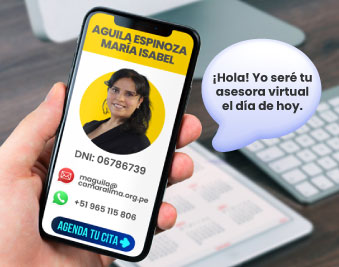 AGUILA ESPINOZA
MARÍA ISABEL
¡Hola! Yo seré tu
asesora virtual
el día de hoy.
DNI: 06786739
maguila@
camaralima.org.pe
+51 965 115 806
AGENDA TU CITA